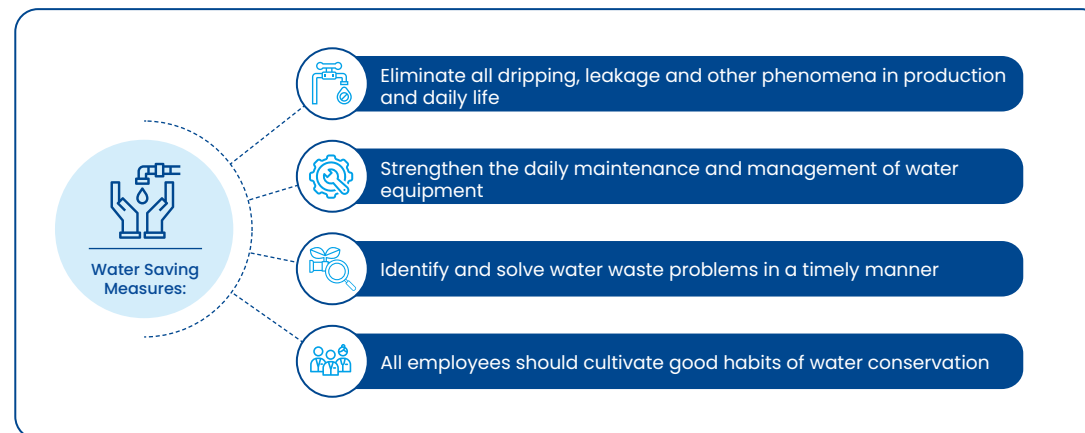 Water Saving
Measures:
Eliminate all dripping, leakage and other phenomena in production
and daily life
Strengthen the daily maintenance and management of water
equipment
Identify and solve water waste problems in a timely manner
All employees should cultivate good habits of water conservation